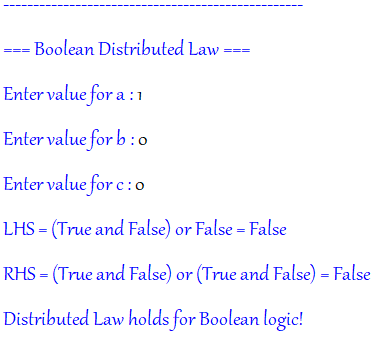 ------------------------------------------------
=== Boolean Distributed Law ===
Enter value for a : 1
Enter value for b : 0
Enter value for c : 0
LHS = (True and False) or False = False
RHS = (True and False) or (True and False) = False
Distributed Law holds for Boolean logic!